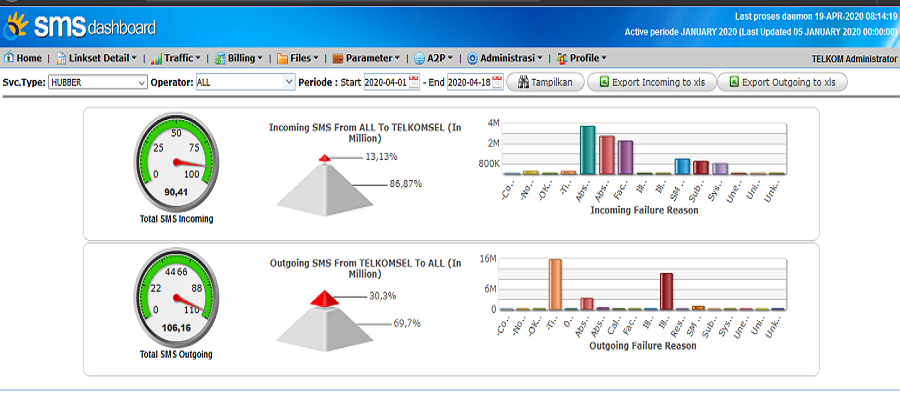 SMS dashboard
Last proses daemon 19-APR-2020 08:14:19
Active periode JANUARY 2020 (Last Updated 05 JANUARY 2020 00:00:00)
Home | Linkset Detail | Traffic | Billing | Files | Parameter | A2P | Administrasi | Profile
TELKOM Administrator
Svc.Type: HUBBER Operator: ALL Periode : Start 2020-04-01 - End 2020-04-18 Tampilkan Export Incoming to xls Export Outgoing to xls
0 25 50 75 100
90,41
Total SMS Incoming
Incoming SMS From ALL To TELKOMSEL (In
Million)
13,13%
86,87%
4M
2M
800K
-Co..
-No..
-OK..
-Ti..
Abs..
Abs..
Fac..
Ill..
Ill..
SM ..
Sub..
Sys..
Une..
Unk..
Incoming Failure Reason
0 22 44 66 88 110
106,16
Total SMS Outgoing
Outgoing SMS From TELKOMSEL To ALL (In
Million)
30,3%
69,7%
16M
6M
0
-Co..
-No..
-OK..
-Ti..
0..
Abs..
Abs..
Cal..
Fac..
Ill..
Ill..
Res..
SM ..
Sub..
Sys..
Une..
Unk..
Outgoing Failure Reason